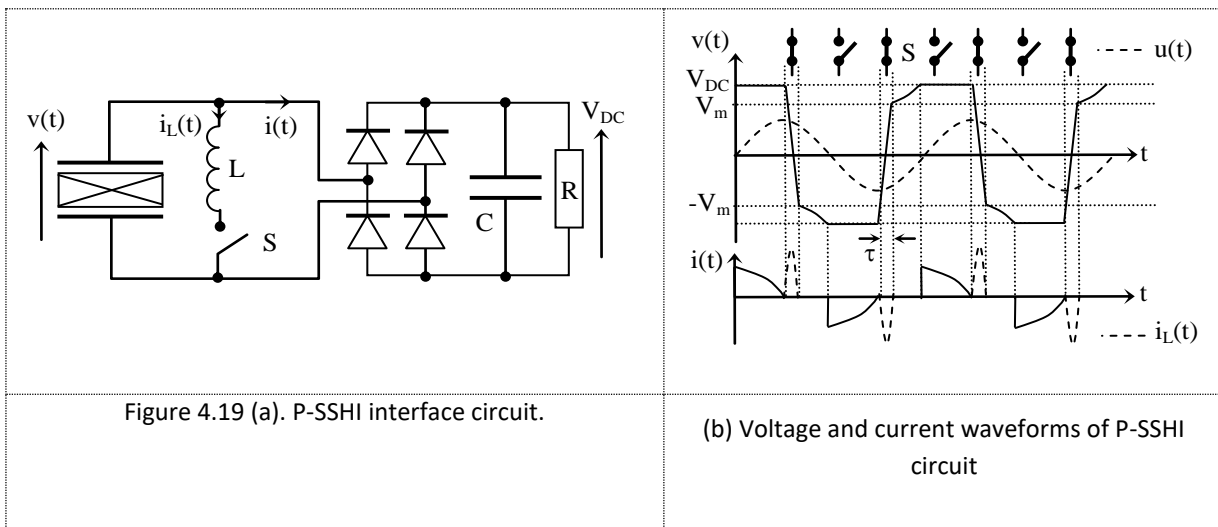 v(t)
i_L(t)
i(t)
L
S
C
R
V_DC
v(t)
S
u(t)
V_DC
V_m
t
-V_m
τ
i(t)
t
i_L(t)
Figure 4.19 (a). P-SSHI interface circuit.
(b) Voltage and current waveforms of P-SSHI
circuit